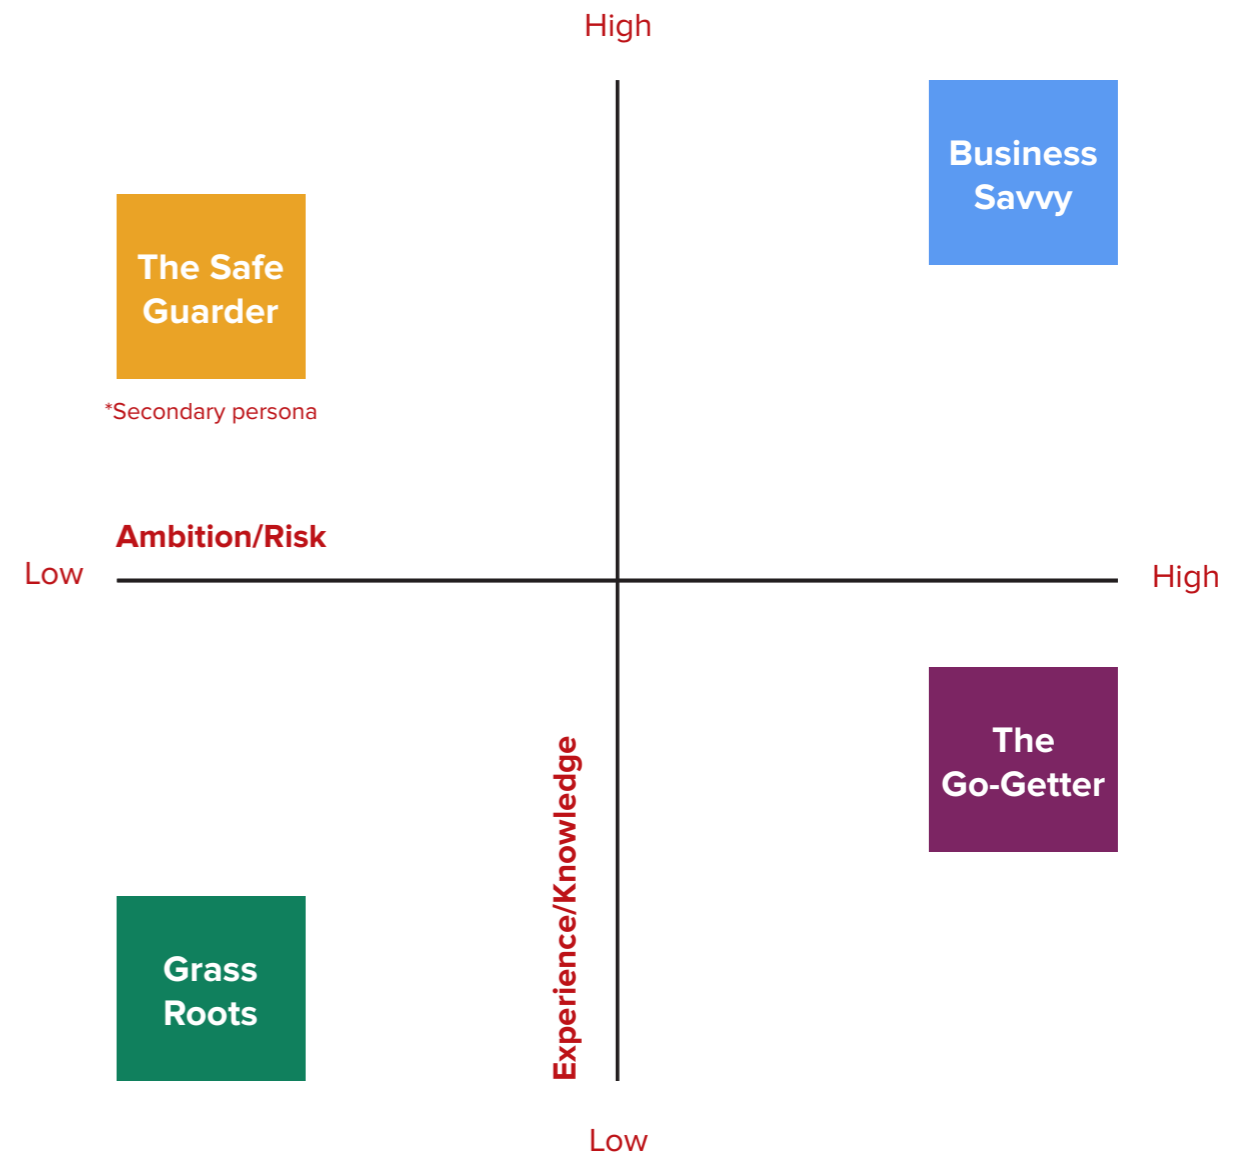 High
Business
Savvy
The Safe
Guarder
*Secondary persona
Ambition/Risk
Low
High
The
Go-Getter
Experience/Knowledge
Grass
Roots
Low